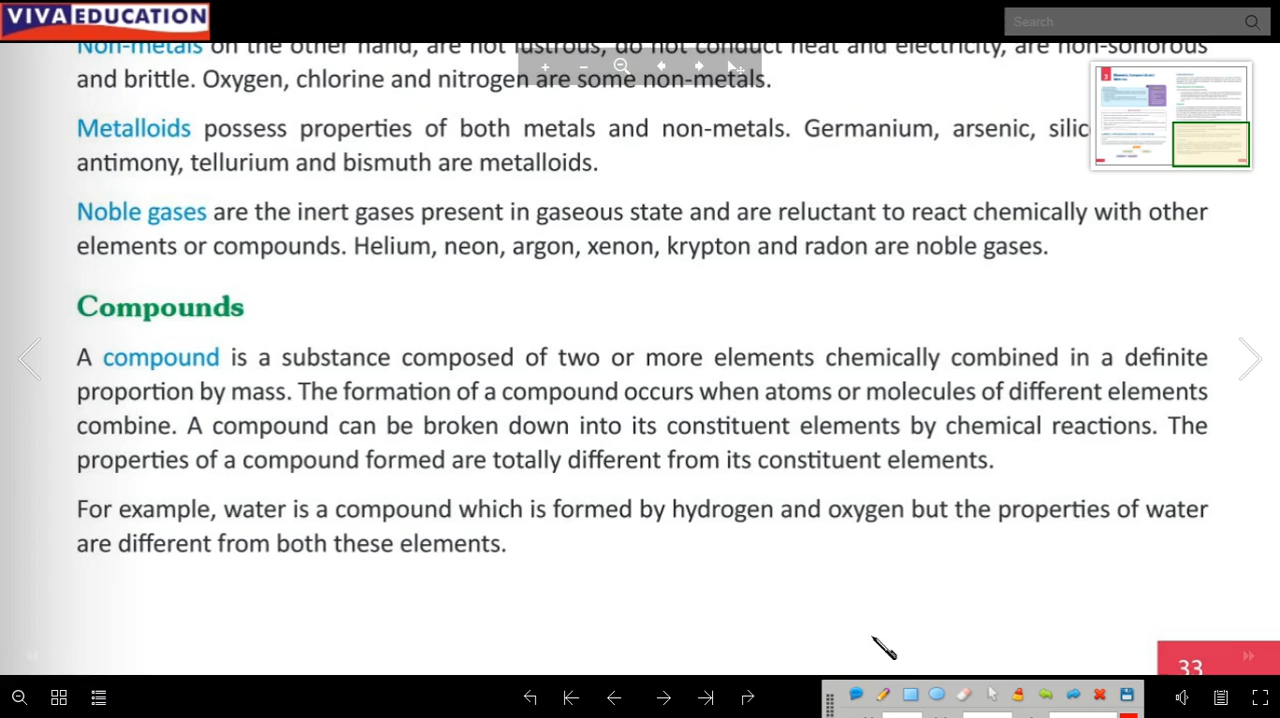 VIVA EDUCATION
Search
Non-metals on the other hand, are not lustrous, do not conduct heat and electricity, are non-sonorous
and brittle. Oxygen, chlorine and nitrogen are some non-metals.
Metalloids possess properties of both metals and non-metals. Germanium, arsenic,
antimony, tellurium and bismuth are metalloids.
Noble gases are the inert gases present in gaseous state and are reluctant to react chemically with other
elements or compounds. Helium, neon, argon, xenon, krypton and radon are noble gases.
Compounds
A compound is a substance composed of two or more elements chemically combined in a definite
proportion by mass. The formation of a compound occurs when atoms or molecules of different elements
combine. A compound can be broken down into its constituent elements by chemical reactions. The
properties of a compound formed are totally different from its constituent elements.
For example, water is a compound which is formed by hydrogen and oxygen but the properties of water
are different from both these elements.
33